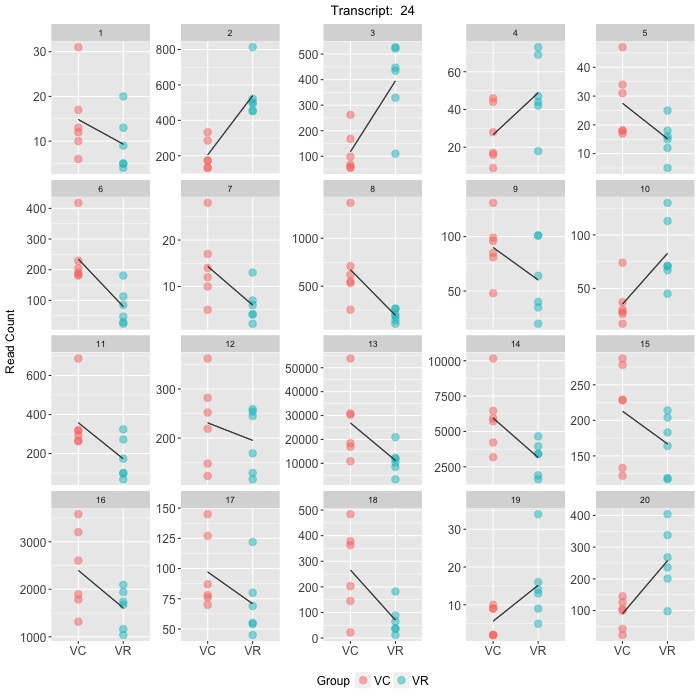 Transcript: 24
1 2 3 4 5
30 800 500 60 40
20 600 400 40 30
10 400 300 20 20
200 200 10
100
6 7 8 9 10
400 20 1000 100 100
300 10 500 50 50
200
100
Read Count
11 12 13 14 15
600 300 50000 10000 250
400 200 40000 7500 200
200 30000 5000 150
20000 2500
10000
16 17 18 19 20
3000 150 500 30 400
2000 125 400 20 300
1000 100 300 10 200
75 200 100
50 100
0
VC VR VC VR VC VR VC VR VC VR
Group VC VR